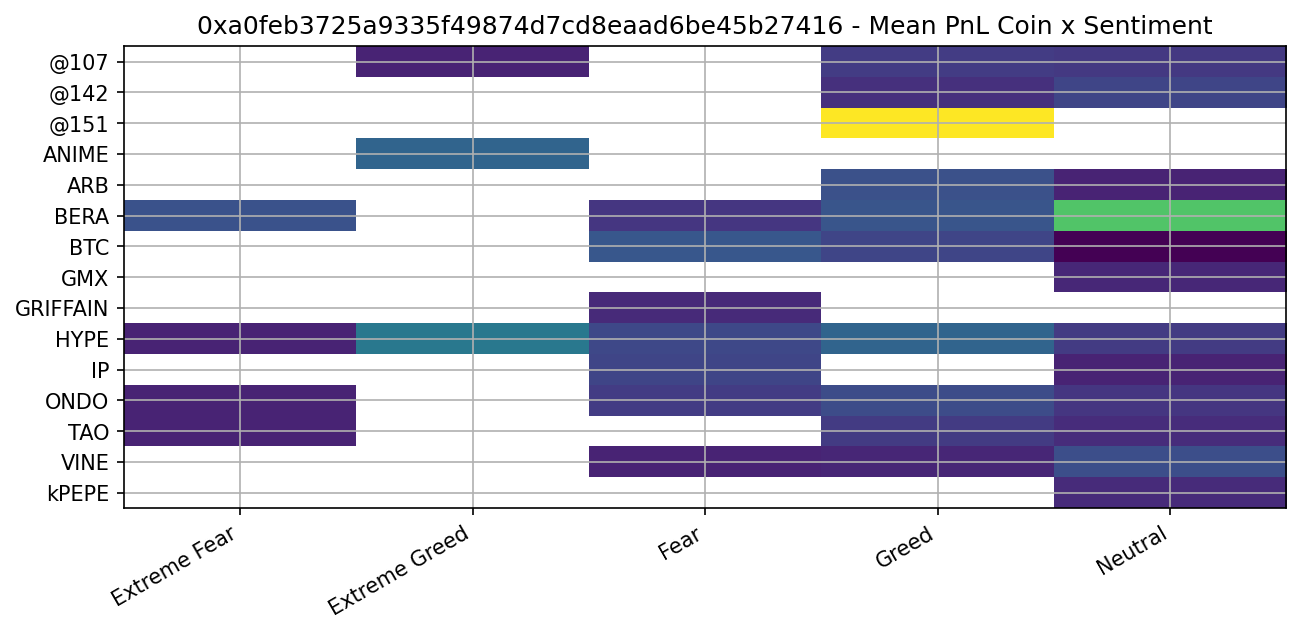 0xa0feb3725a9335f49874d7cd8eaad6be45b27416 - Mean PnL Coin x Sentiment
@107
@142
@151
ANIME
ARB
BERA
BTC
GMX
GRIFFAIN
HYPE
IP
ONDO
TAO
VINE
kPEPE
Extreme Fear
Extreme Greed
Fear
Greed
Neutral